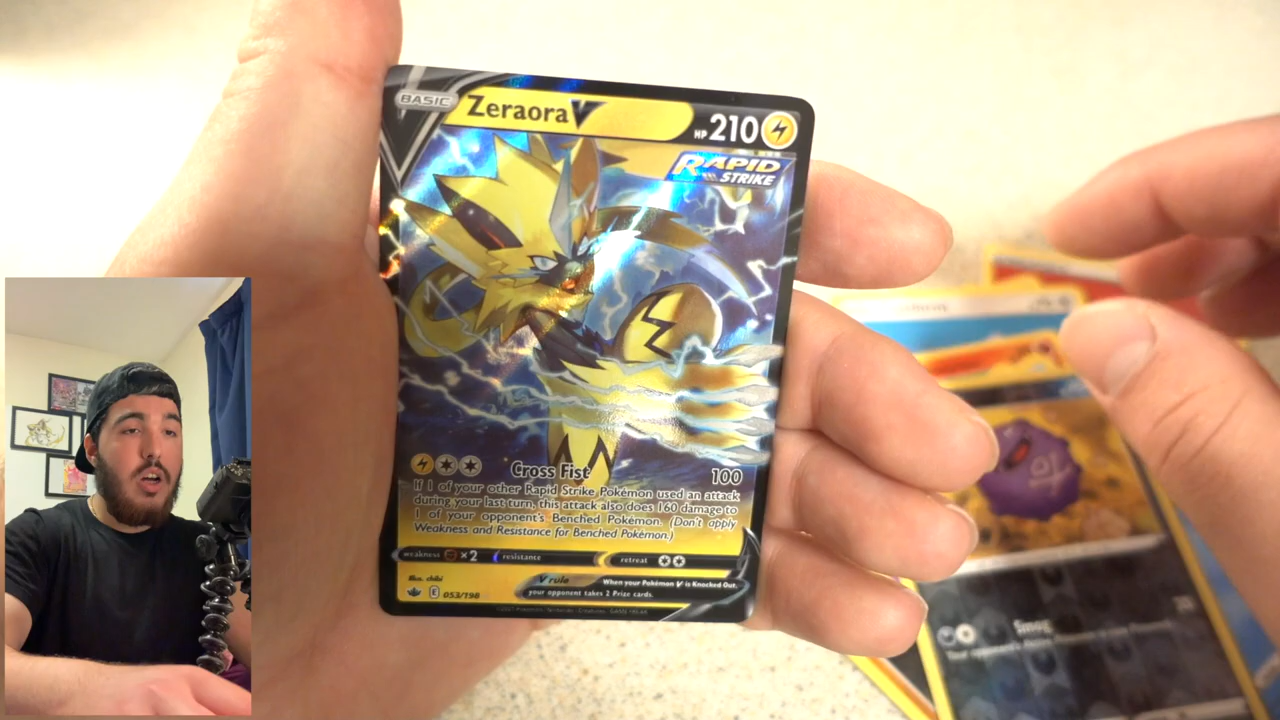 BASIC
Zeraora V
HP 210
RAPID
STRIKE
Cross Fist 100
If 1 of your other Rapid Strike Pokémon used an attack
during your last turn, this attack also does 160 damage to
1 of your opponent's Benched Pokémon. (Don't apply
Weakness and Resistance for Benched Pokémon.)
weakness ×2 resistance retreat
V rule When your Pokémon V is Knocked Out,
your opponent takes 2 Prize cards.
Illus. chibi
E 053/198
Smog